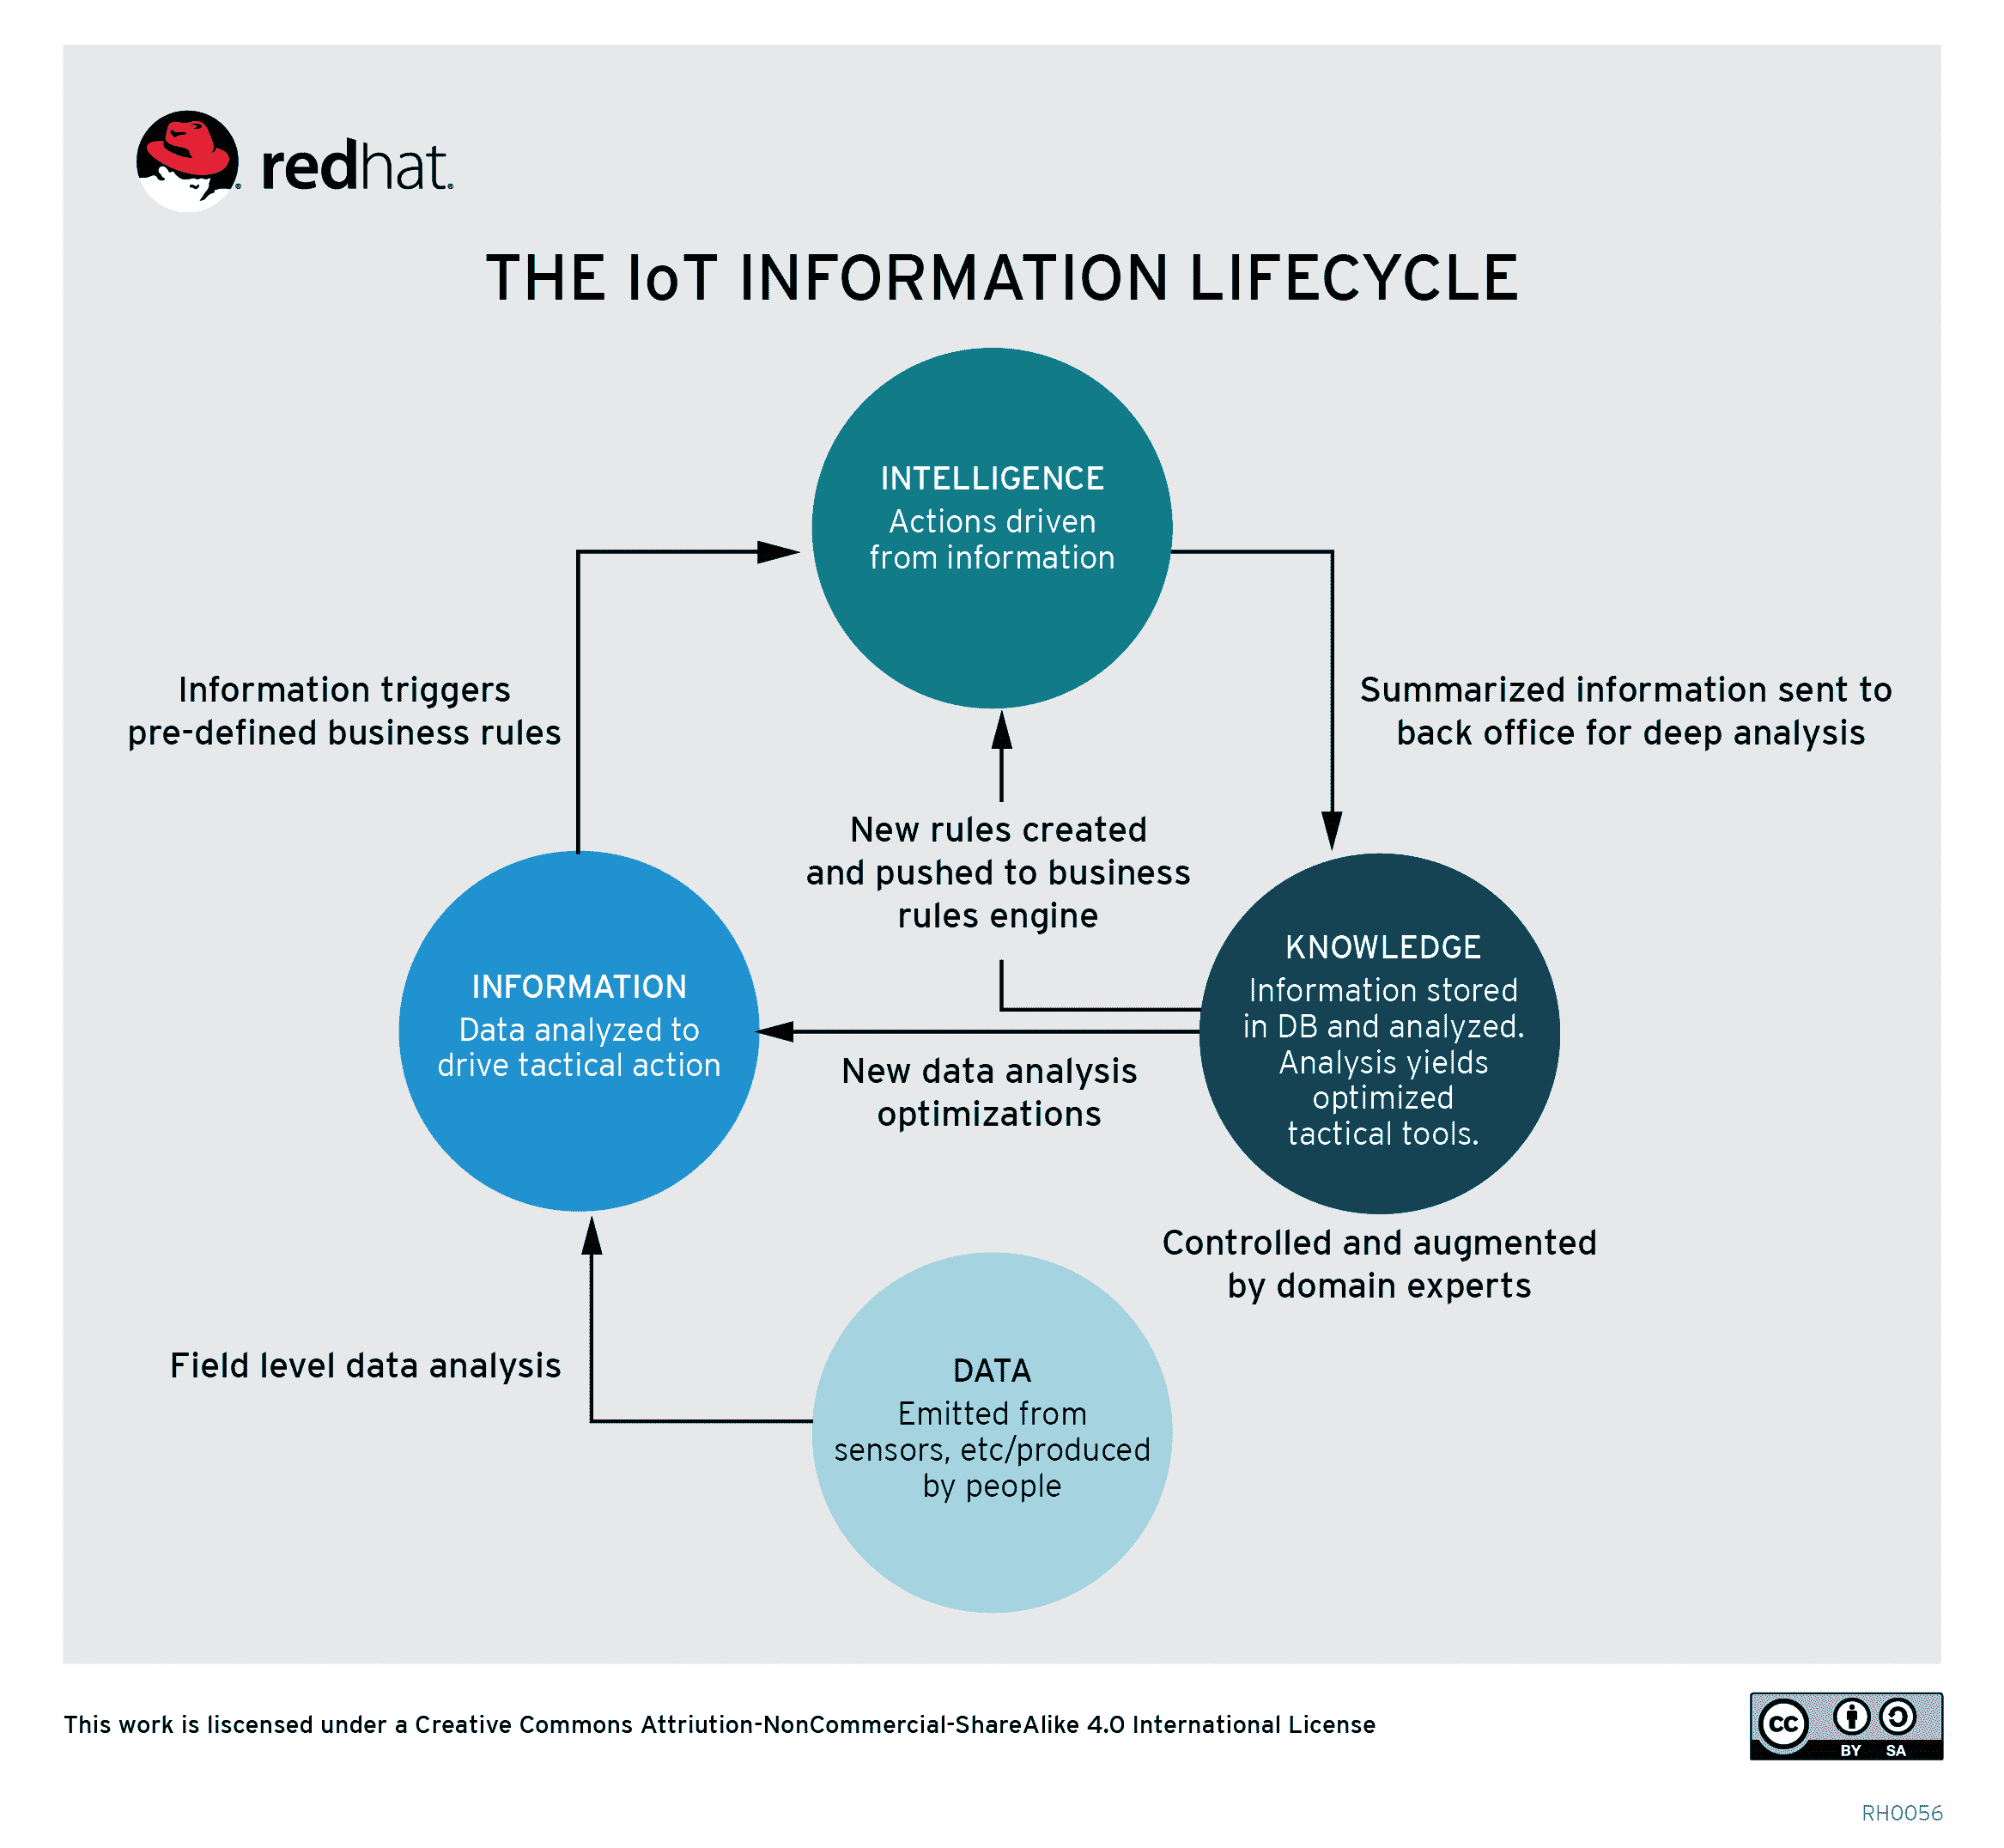 redhat.
THE IoT INFORMATION LIFECYCLE
INTELLIGENCE
Actions driven
from information
Information triggers
pre-defined business rules
Summarized information sent to
back office for deep analysis
New rules created
and pushed to business
rules engine
INFORMATION
Data analyzed to
drive tactical action
KNOWLEDGE
Information stored
in DB and analyzed.
Analysis yields
optimized
tactical tools.
New data analysis
optimizations
Controlled and augmented
by domain experts
Field level data analysis
DATA
Emitted from
sensors, etc/produced
by people
This work is liscensed under a Creative Commons Attriution-NonCommercial-ShareAlike 4.0 International License
cc
BY SA
RH0056